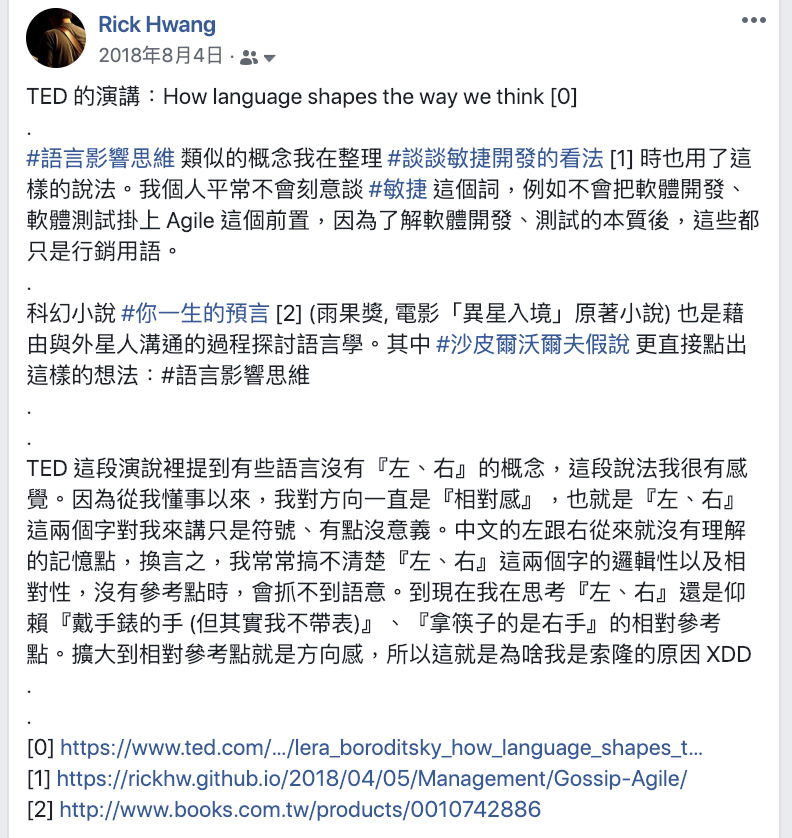 Rick Hwang
2018年8月4日 ·
TED 的演講：How language shapes the way we think [0]
.
#語言影響思維 類似的概念我在整理 #談談敏捷開發的看法 [1] 時也用了這
樣的說法。我個人平常不會刻意談 #敏捷 這個詞，例如不會把軟體開發、
軟體測試掛上 Agile 這個前置，因為了解軟體開發、測試的本質後，這些都
只是行銷用語。
.
科幻小說 #你一生的預言 [2] (雨果獎, 電影「異星入境」原著小說) 也是藉
由與外星人溝通的過程探討語言學。其中 #沙皮爾沃爾夫假說 更直接點出
這樣的想法：#語言影響思維
.
.
TED 這段演說裡提到有些語言沒有『左、右』的概念，這段說法我很有感
覺。因為從我懂事以來，我對方向一直是『相對感』，也就是『左、右』
這兩個字對我來講只是符號、有點沒意義。中文的左跟右從來就沒有理解
的記憶點，換言之，我常常搞不清楚『左、右』這兩個字的邏輯性以及相
對性，沒有參考點時，會抓不到語意。到現在我在思考『左、右』還是仰
賴『戴手錶的手 (但其實我不帶表)』、『拿筷子的是右手』的相對參考
點。擴大到相對參考點就是方向感，所以這就是為啥我是索隆的原因 XDD
.
.
[0] https://www.ted.com/.../lera_boroditsky_how_language_shapes_t...
[1] https://rickhw.github.io/2018/04/05/Management/Gossip-Agile/
[2] http://www.books.com.tw/products/0010742886